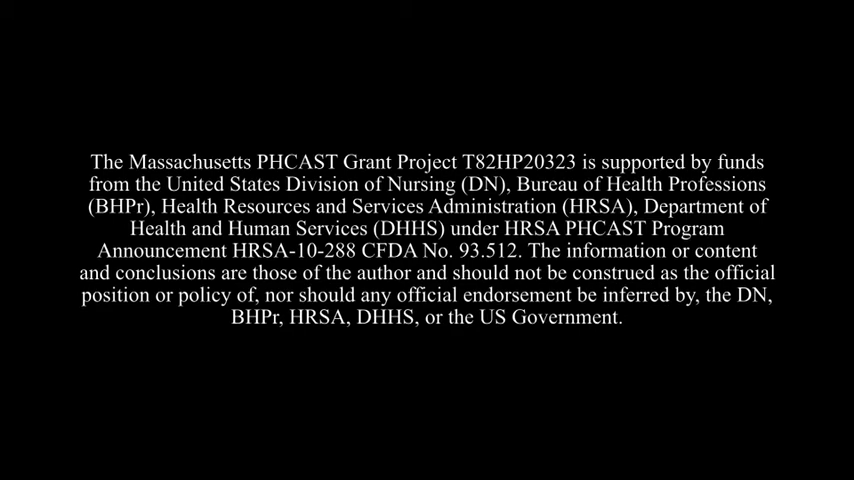 The Massachusetts PHCAST Grant Project T82HP20323 is supported by funds
from the United States Division of Nursing (DN), Bureau of Health Professions
(BHPr), Health Resources and Services Administration (HRSA), Department of
Health and Human Services (DHHS) under HRSA PHCAST Program
Announcement HRSA-10-288 CFDA No. 93.512. The information or content
and conclusions are those of the author and should not be construed as the official
position or policy of, nor should any official endorsement be inferred by, the DN,
BHPr, HRSA, DHHS, or the US Government.